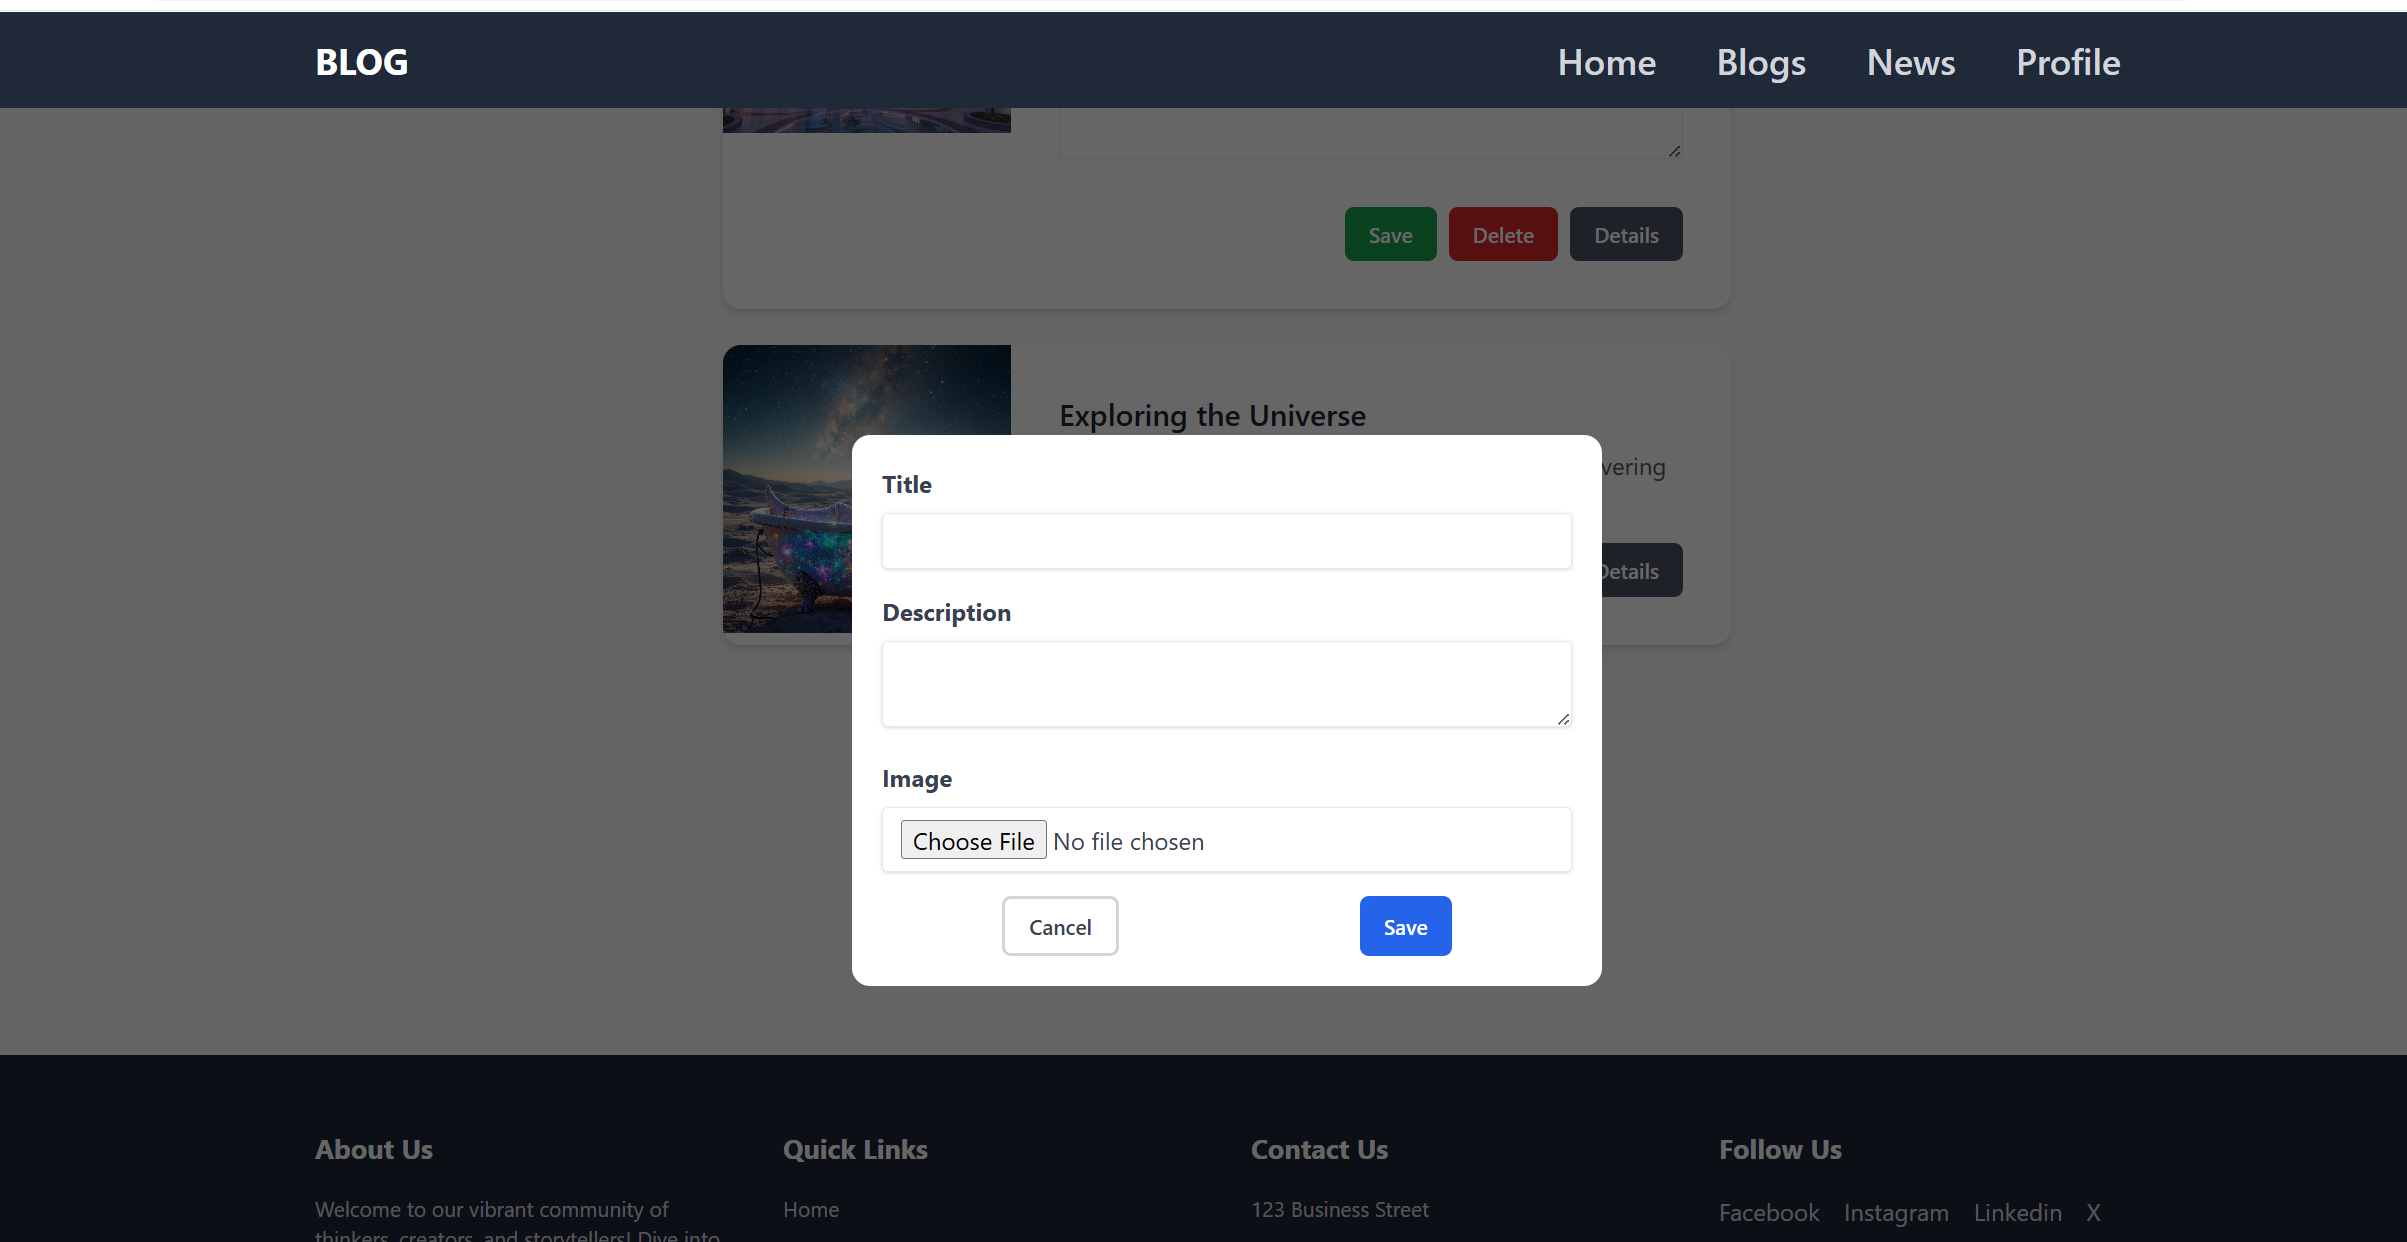 BLOG
Home Blogs News Profile
Save Delete Details
Exploring the Universe
vering
Details
Title
Description
Image
Choose File No file chosen
Cancel Save
About Us
Welcome to our vibrant community of
thinkers, creators, and storytellers! Dive into
Quick Links
Home
Contact Us
123 Business Street
Follow Us
Facebook Instagram Linkedin X